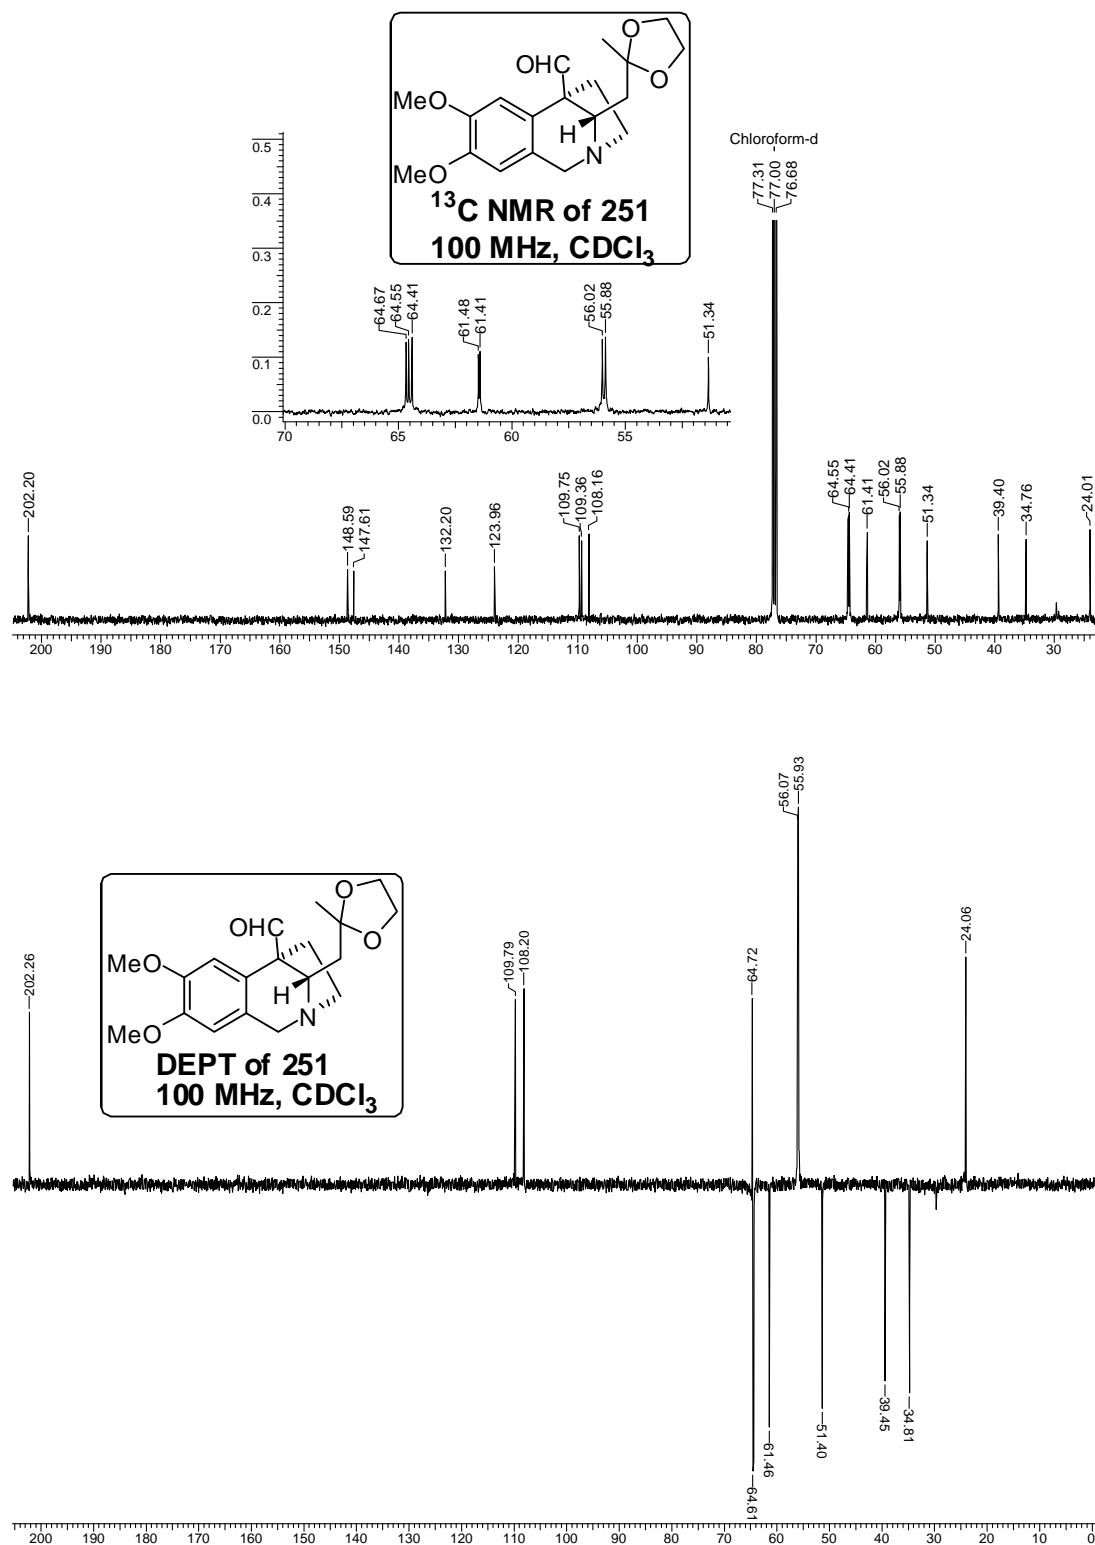 O
O
OHC
MeO
H
N
MeO
13C NMR of 251
100 MHz, CDCl3
Chloroform-d
77.31
77.00
76.68
0.5
0.4
0.3
0.2
0.1
0.0
64.67
64.55
64.41
61.48
61.41
56.02
55.88
51.34
70 65 60 55
202.20
148.59
147.61
132.20
123.96
109.75
109.36
108.16
64.55
64.41
61.41
56.02
55.88
51.34
39.40
34.76
24.01
200 190 180 170 160 150 140 130 120 110 100 90 80 70 60 50 40 30
56.07
55.93
O
O
OHC
MeO
H
N
MeO
DEPT of 251
100 MHz, CDCl3
202.26
109.79
108.20
64.72
24.06
64.61
61.46
51.40
39.45
34.81
200 190 180 170 160 150 140 130 120 110 100 90 80 70 60 50 40 30 20 10 0